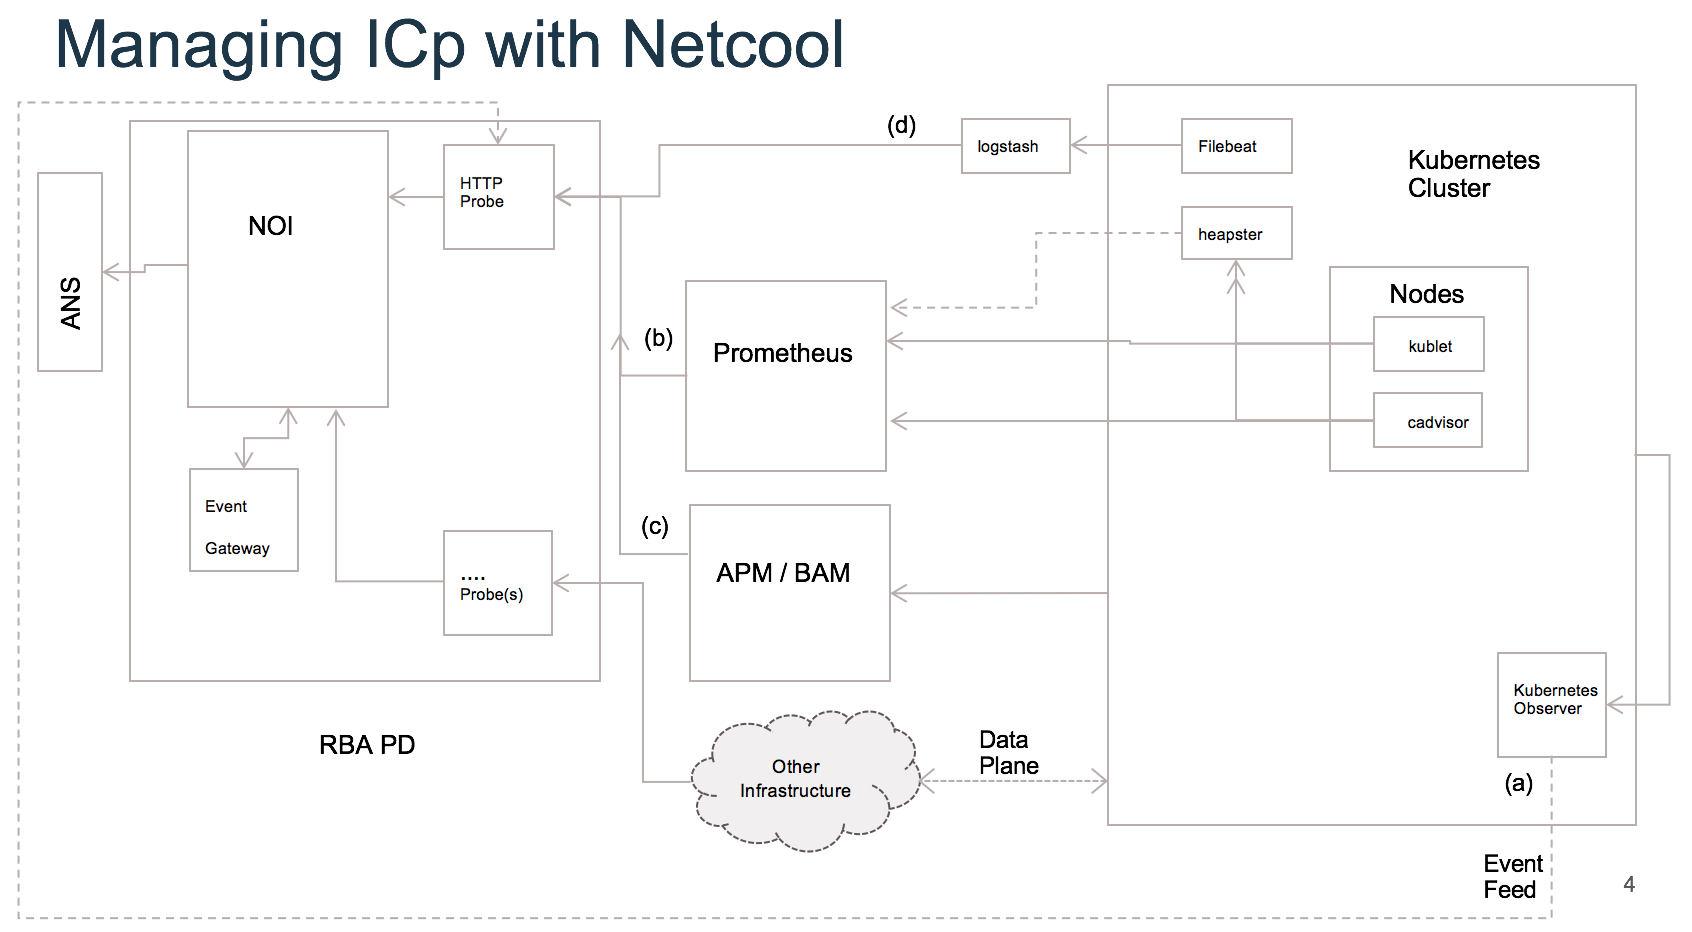 Managing ICp with Netcool
(d)
logstash
Filebeat
Kubernetes
Cluster
HTTP
Probe
NOI
heapster
ANS
Nodes
(b)
Prometheus
kublet
cadvisor
Event
Gateway
(c)
APM / BAM
....
Probe(s)
Kubernetes
Observer
RBA PD
Other
Infrastructure
Data
Plane
(a)
Event
Feed
4